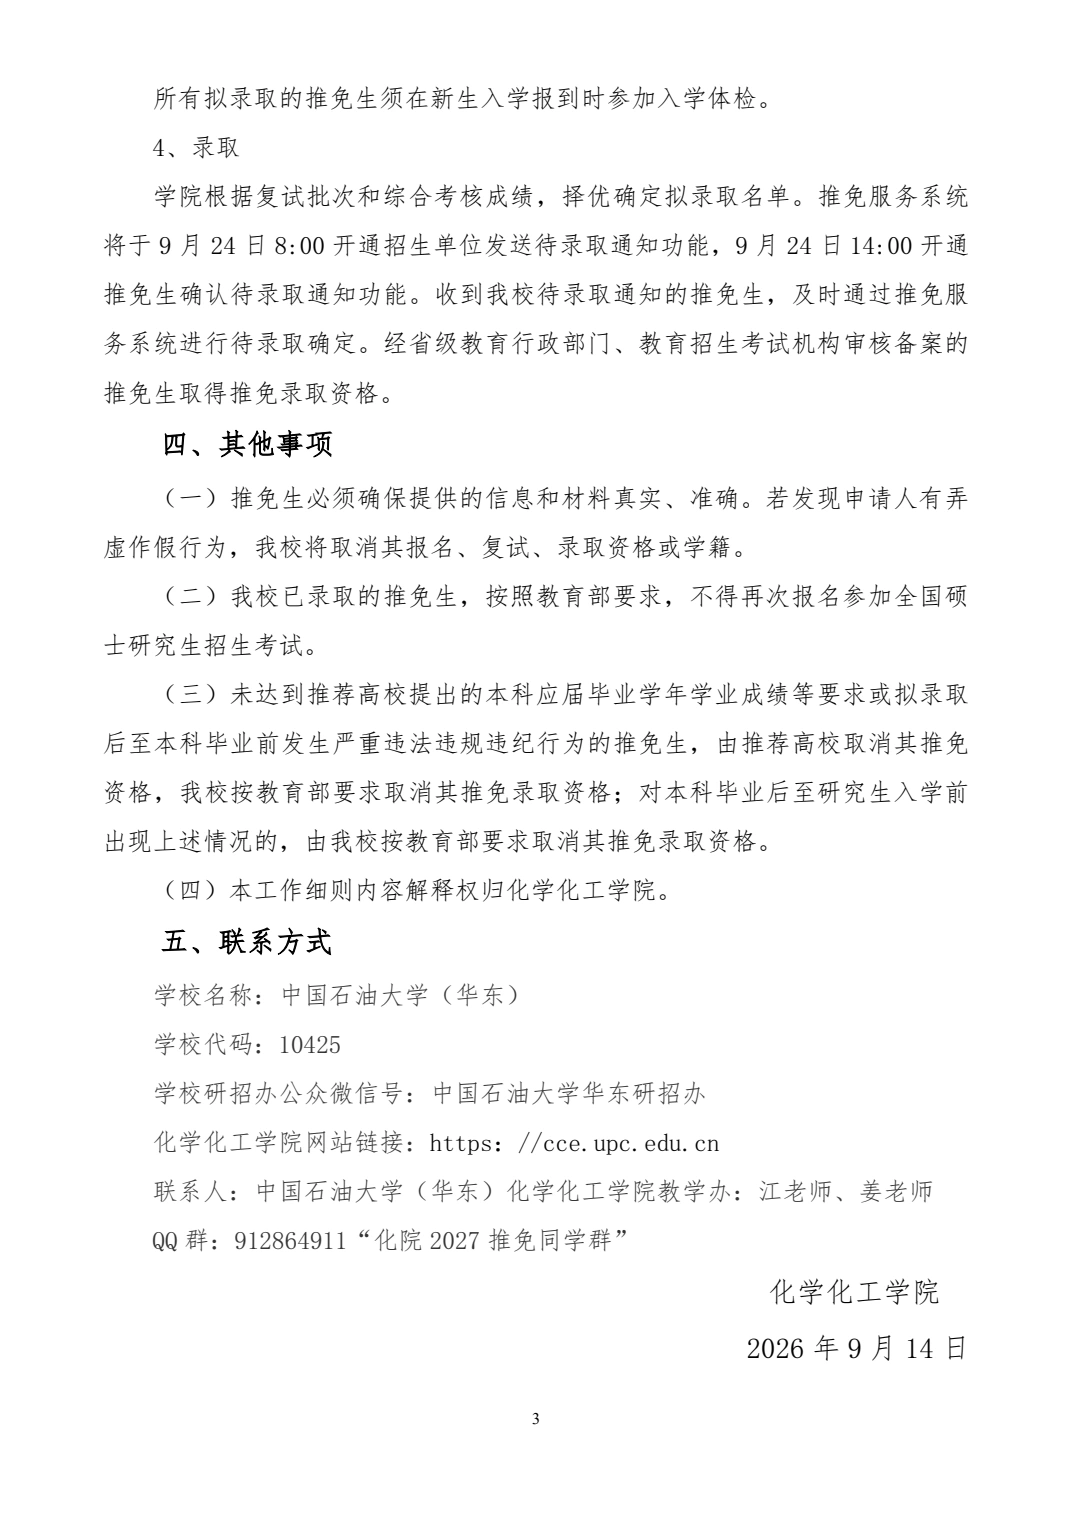 所有拟录取的推免生须在新生入学报到时参加入学体检。
4、录取
学院根据复试批次和综合考核成绩，择优确定拟录取名单。推免服务系统
将于 9 月 24 日 8:00 开通招生单位发送待录取通知功能，9 月 24 日 14:00 开通
推免生确认待录取通知功能。收到我校待录取通知的推免生，及时通过推免服
务系统进行待录取确定。经省级教育行政部门、教育招生考试机构审核备案的
推免生取得推免录取资格。
四、其他事项
（一）推免生必须确保提供的信息和材料真实、准确。若发现申请人有弄
虚作假行为，我校将取消其报名、复试、录取资格或学籍。
（二）我校已录取的推免生，按照教育部要求，不得再次报名参加全国硕
士研究生招生考试。
（三）未达到推荐高校提出的本科应届毕业学年学业成绩等要求或拟录取
后至本科毕业前发生严重违法违规违纪行为的推免生，由推荐高校取消其推免
资格，我校按教育部要求取消其推免录取资格；对本科毕业后至研究生入学前
出现上述情况的，由我校按教育部要求取消其推免录取资格。
（四）本工作细则内容解释权归化学化工学院。
五、联系方式
学校名称：中国石油大学（华东）
学校代码：10425
学校研招办公众微信号：中国石油大学华东研招办
化学化工学院网站链接：https：//cce.upc.edu.cn
联系人：中国石油大学（华东）化学化工学院教学办：江老师、姜老师
QQ 群：912864911“化院 2027 推免同学群”
化学化工学院
2026 年 9 月 14 日
3